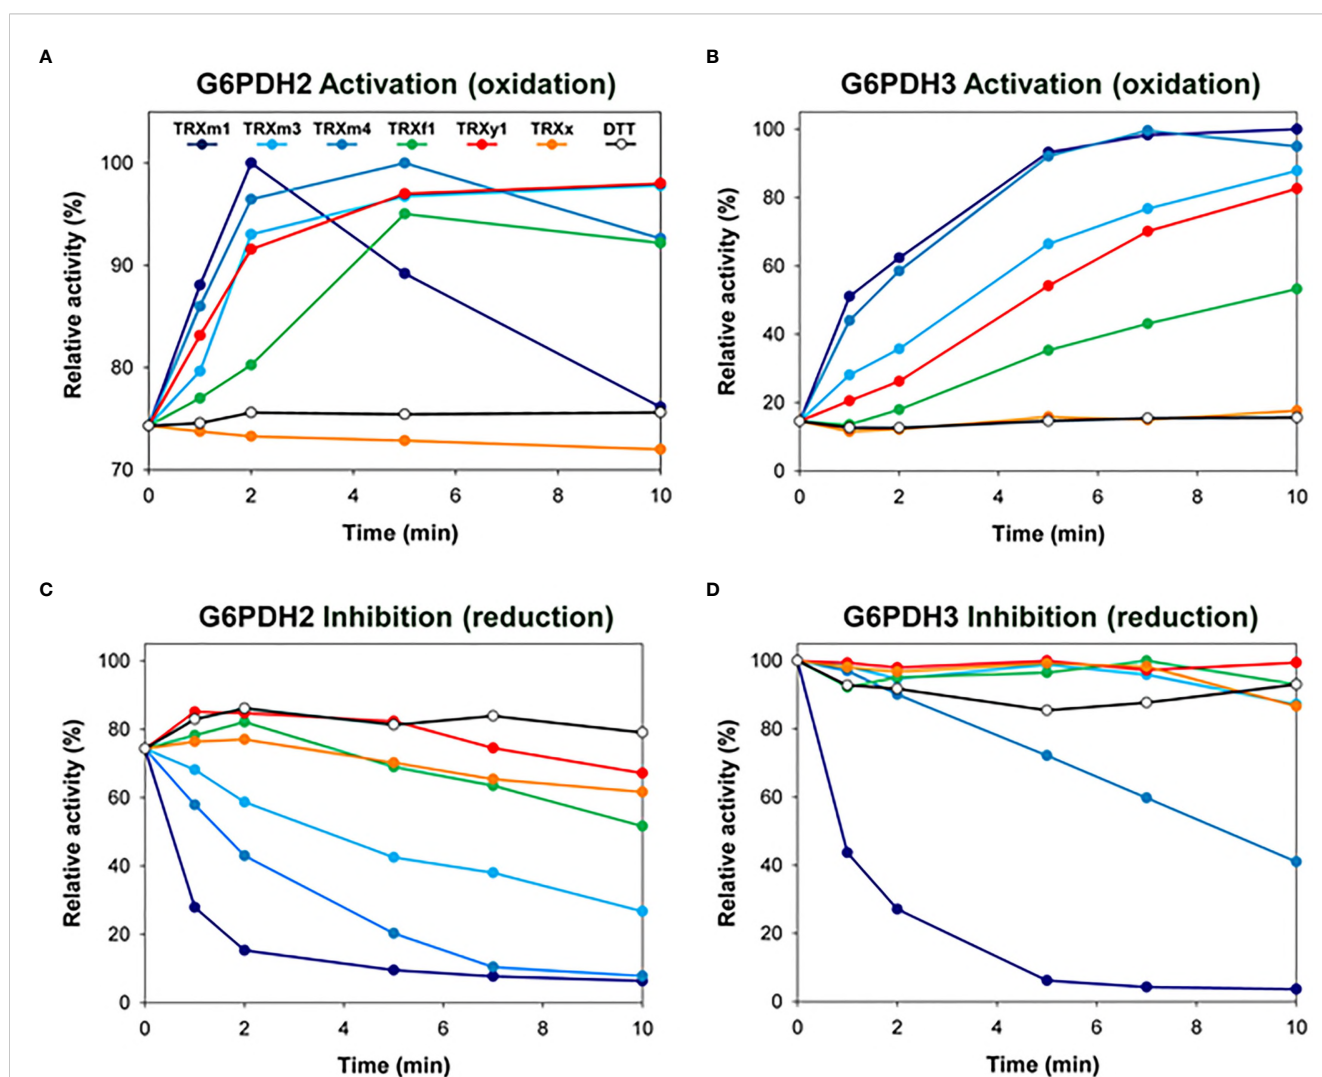 A
B
G6PDH2 Activation (oxidation)
G6PDH3 Activation (oxidation)
TRXm1 TRXm3 TRXm4 TRXf1 TRXy1 TRXx DTT
100
90
80
70
Relative activity (%)
0 2 4 6 8 10
Time (min)
100
80
60
40
20
0
Relative activity (%)
0 2 4 6 8 10
Time (min)
C
D
G6PDH2 Inhibition (reduction)
G6PDH3 Inhibition (reduction)
100
80
60
40
20
0
Relative activity (%)
0 2 4 6 8 10
Time (min)
100
80
60
40
20
0
Relative activity (%)
0 2 4 6 8 10
Time (min)